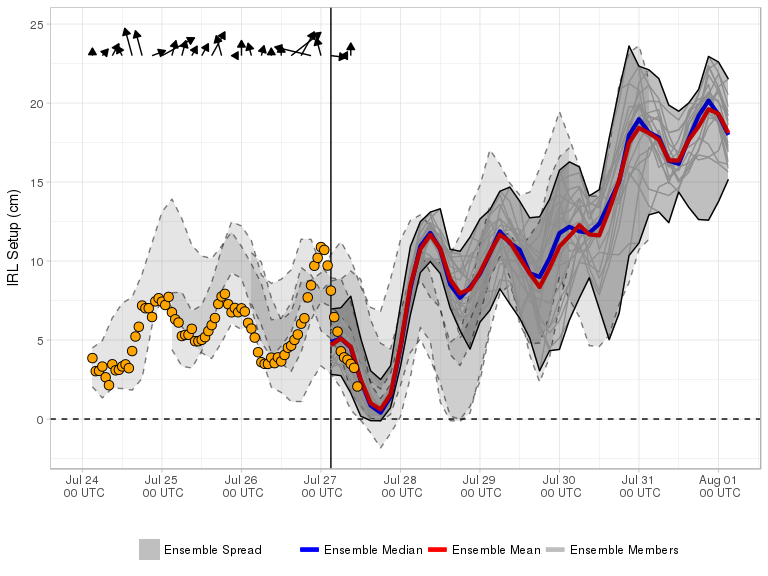 25
20
15
10
5
0
IRL Setup (cm)
Jul 24 Jul 25 Jul 26 Jul 27 Jul 28 Jul 29 Jul 30 Jul 31 Aug 01
00 UTC 00 UTC 00 UTC 00 UTC 00 UTC 00 UTC 00 UTC 00 UTC 00 UTC
Ensemble Spread Ensemble Median Ensemble Mean Ensemble Members